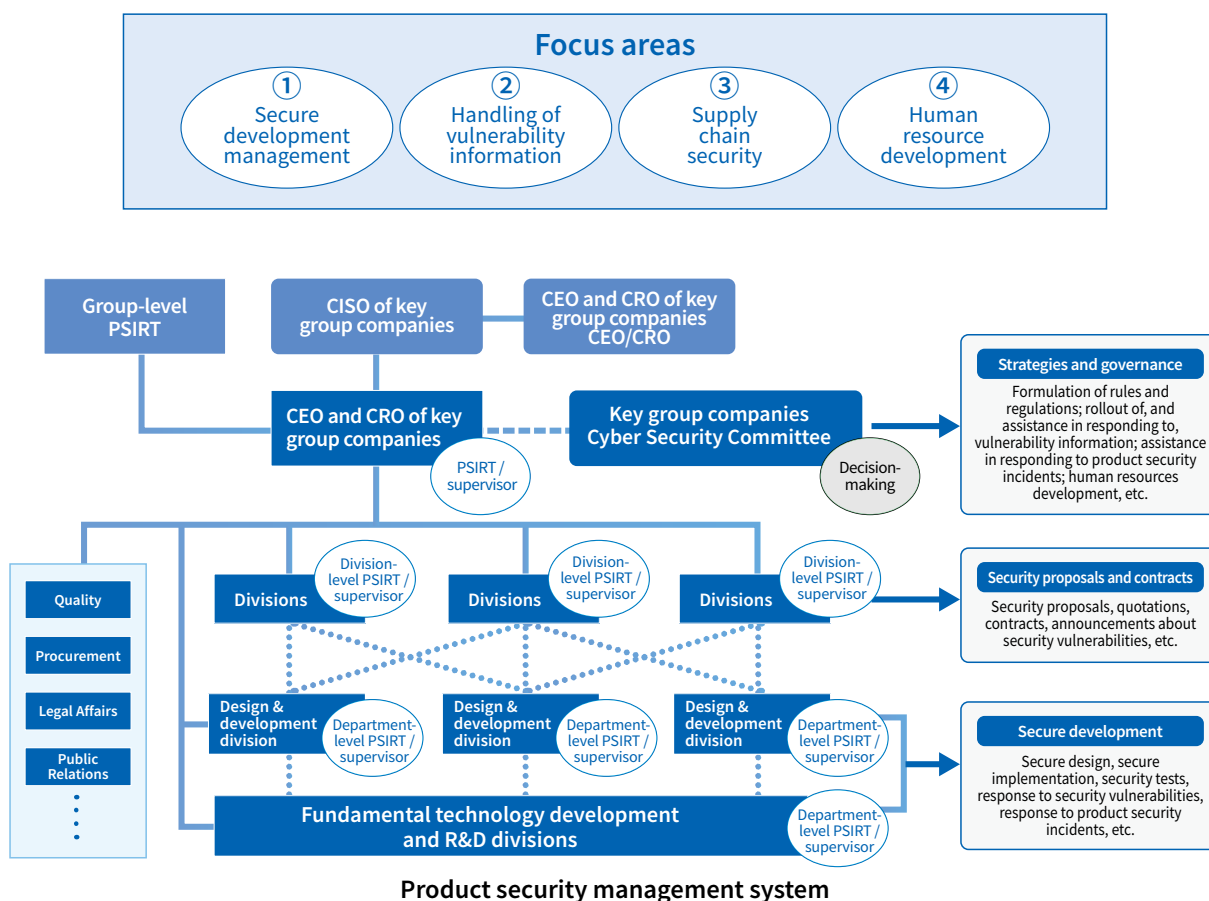 Focus areas
1
Secure
development
management
2
Handling of
vulnerability
information
3
Supply
chain
security
4
Human
resource
development
Group-level
PSIRT
CISO of key
group companies
CEO and CRO of key
group companies
CEO/CRO
CEO and CRO of key
group companies
PSIRT /
supervisor
Key group companies
Cyber Security Committee
Decision-
making
Strategies and governance
Formulation of rules and
regulations; rollout of, and
assistance in responding to,
vulnerability information; assistance
in responding to product security
incidents; human resources
development, etc.
Quality
Procurement
Legal Affairs
Public
Relations
Divisions
Division-
level PSIRT /
supervisor
Divisions
Division-
level PSIRT /
supervisor
Divisions
Division-
level PSIRT /
supervisor
Security proposals and contracts
Security proposals, quotations,
contracts, announcements about
security vulnerabilities, etc.
Design &
development
division
Department-
level PSIRT /
supervisor
Design &
development
division
Department-
level PSIRT /
supervisor
Design &
development
division
Department-
level PSIRT /
supervisor
Secure development
Secure design, secure
implementation, security tests,
response to security vulnerabilities,
response to product security
incidents, etc.
Fundamental technology development
and R&D divisions
Department-
level PSIRT /
supervisor
Product security management system